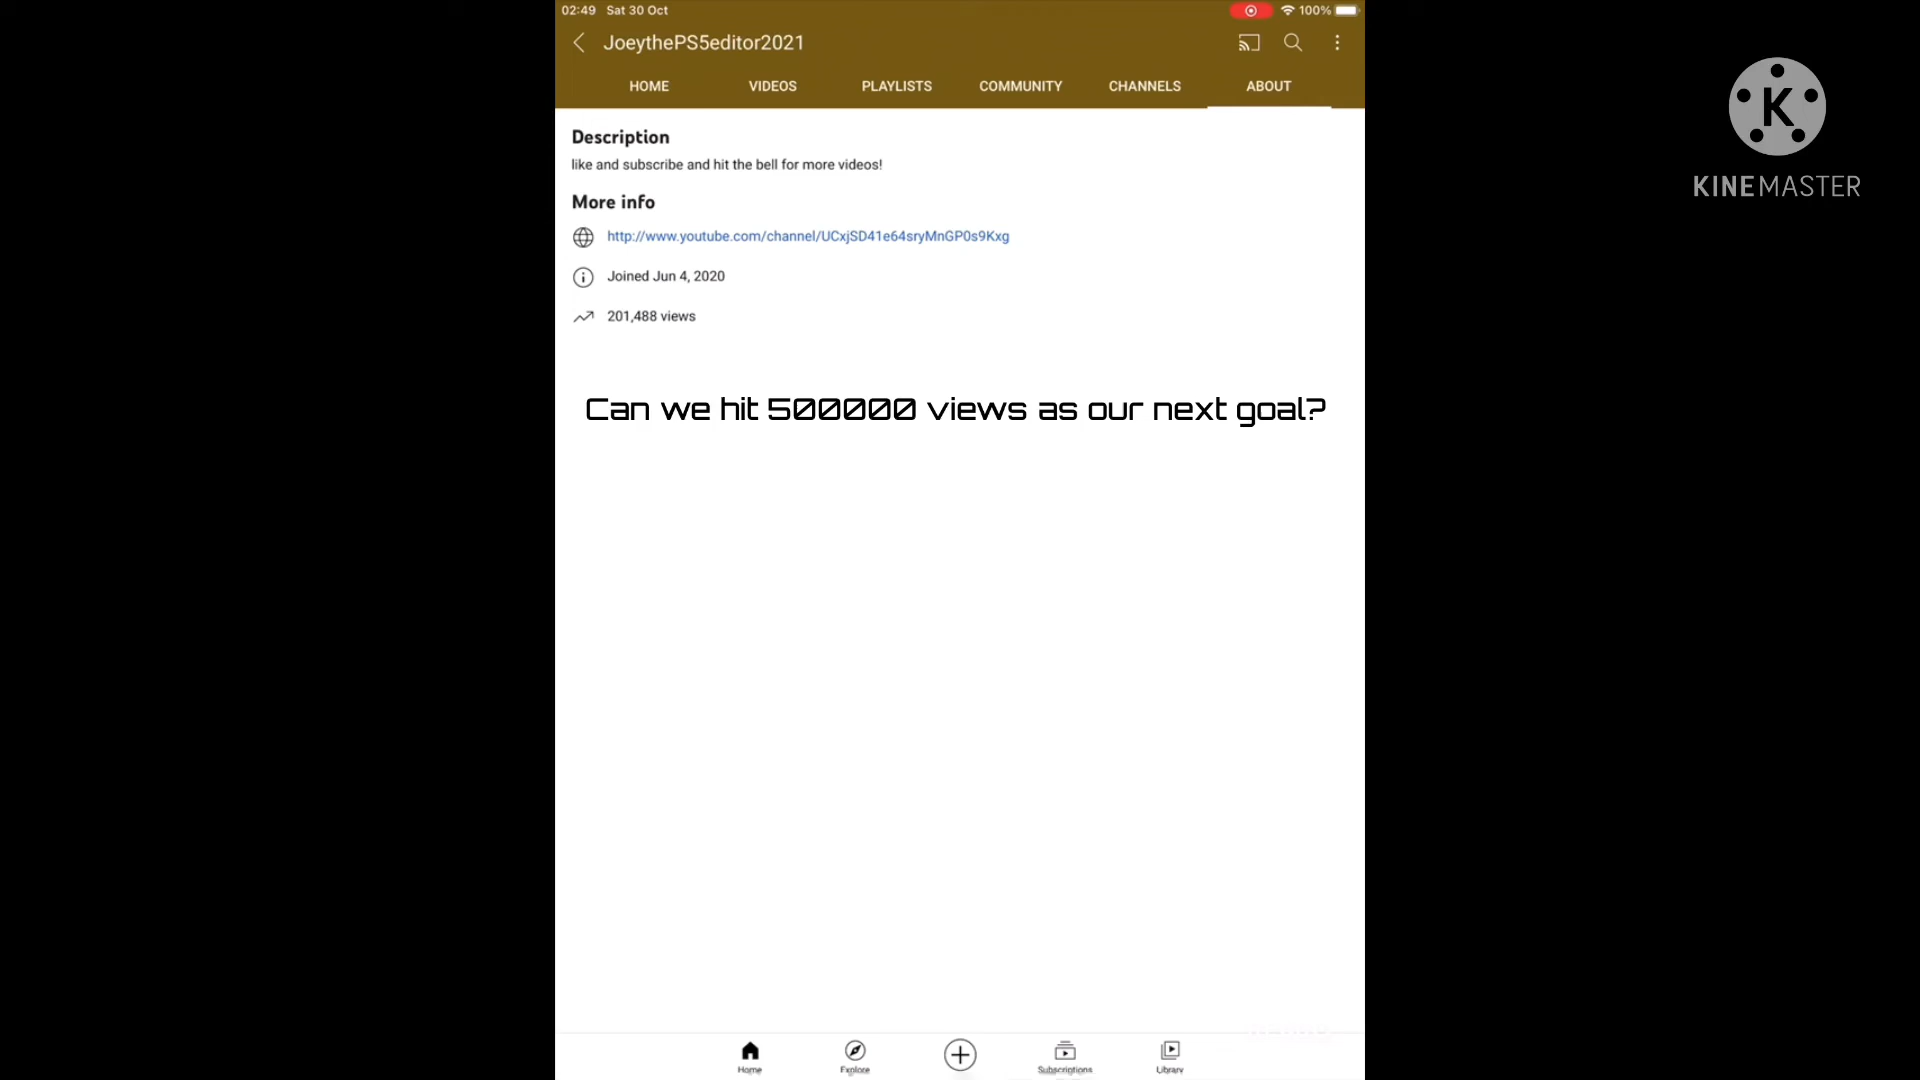 02:49 Sat 30 Oct 100%
JoeythePS5editor2021
HOME VIDEOS PLAYLISTS COMMUNITY CHANNELS ABOUT
K
KINEMASTER
Description
like and subscribe and hit the bell for more videos!
More info
http://www.youtube.com/channel/UCxjSD41e64sryMnGP0s9Kxg
Joined Jun 4, 2020
201,488 views
Can we hit 500000 views as our next goal?
Home Explore Subscriptions Library